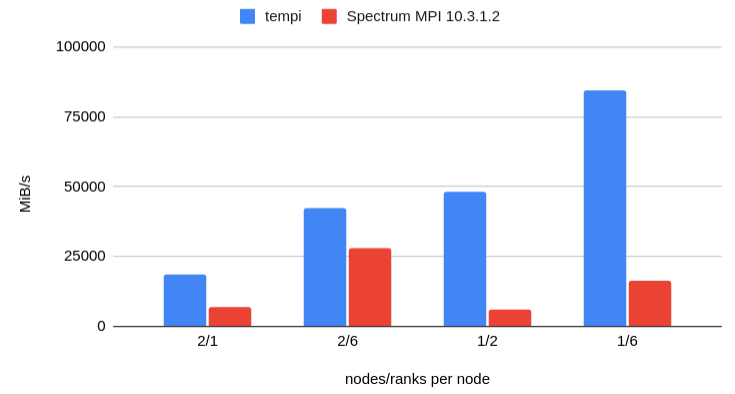 tempi Spectrum MPI 10.3.1.2
100000
75000
50000
25000
0
MiB/s
2/1 2/6 1/2 1/6
nodes/ranks per node